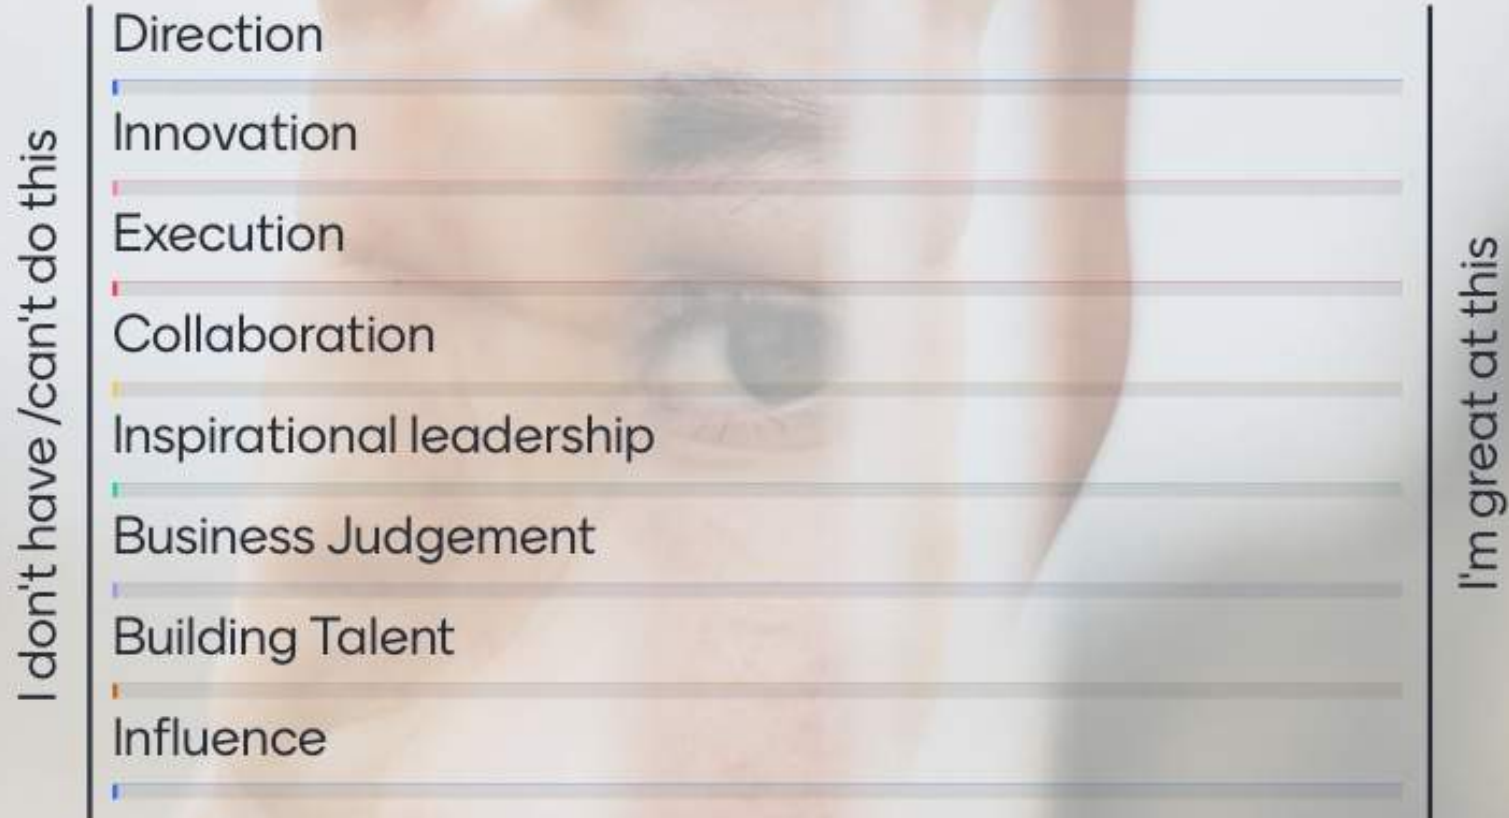 I don't have /can't do this
Direction
Innovation
Execution
Collaboration
Inspirational leadership
Business Judgement
Building Talent
Influence
I'm great at this